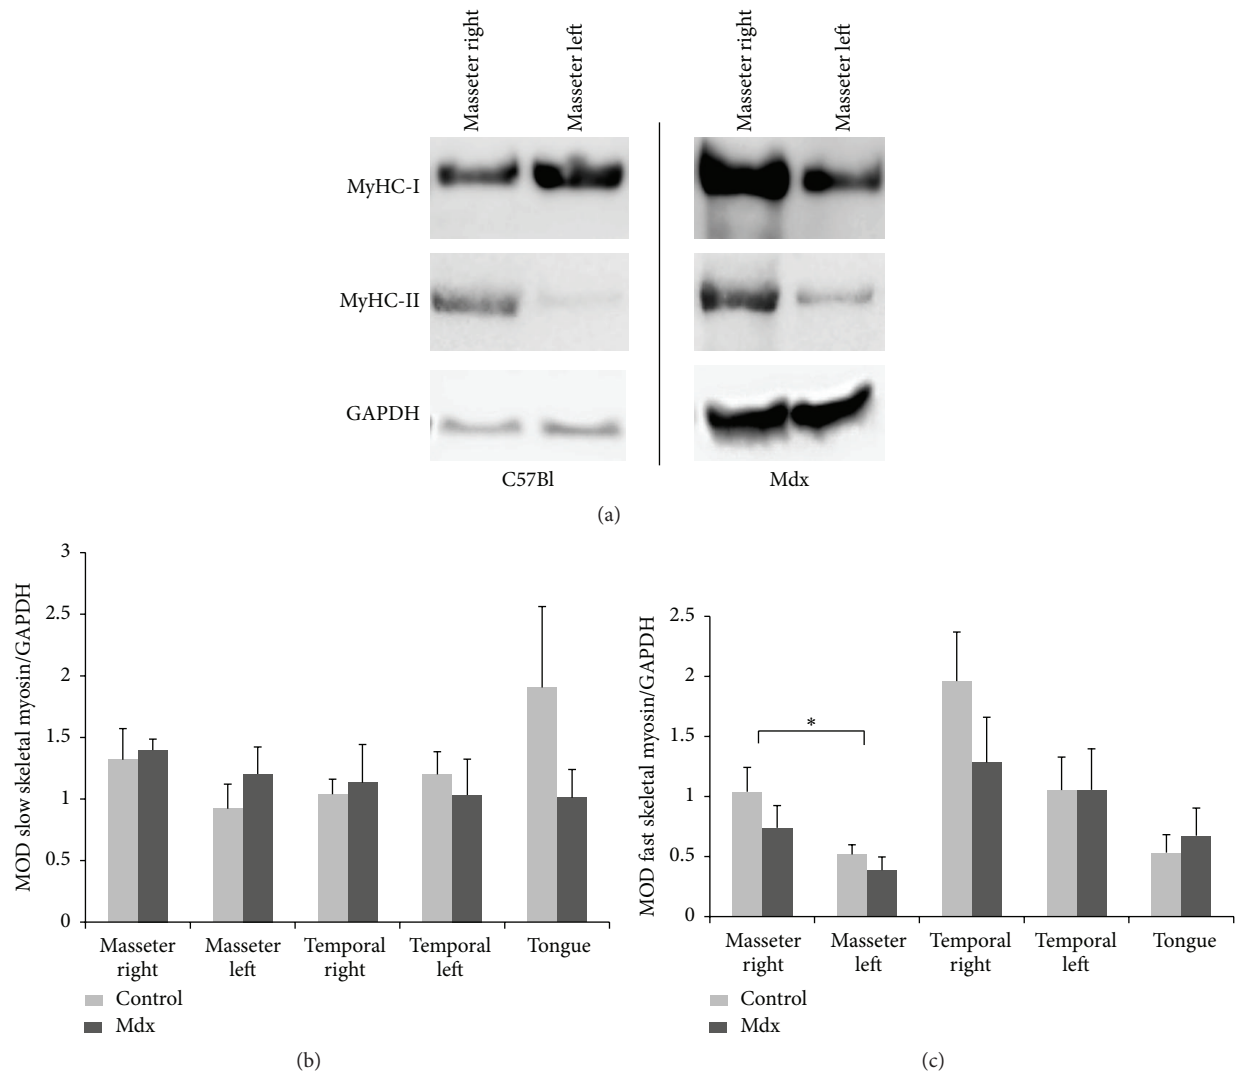 Masseter right
Masseter left
Masseter right
Masseter left
MyHC-I
MyHC-II
GAPDH
C57Bl
Mdx
(a)
MOD slow skeletal myosin/GAPDH
3
2.5
2
1.5
1
0.5
0
Masseter right
Masseter left
Temporal right
Temporal left
Tongue
Control
Mdx
(b)
MOD fast skeletal myosin/GAPDH
2.5
2
1.5
1
0.5
0
*
Masseter right
Masseter left
Temporal right
Temporal left
Tongue
Control
Mdx
(c)